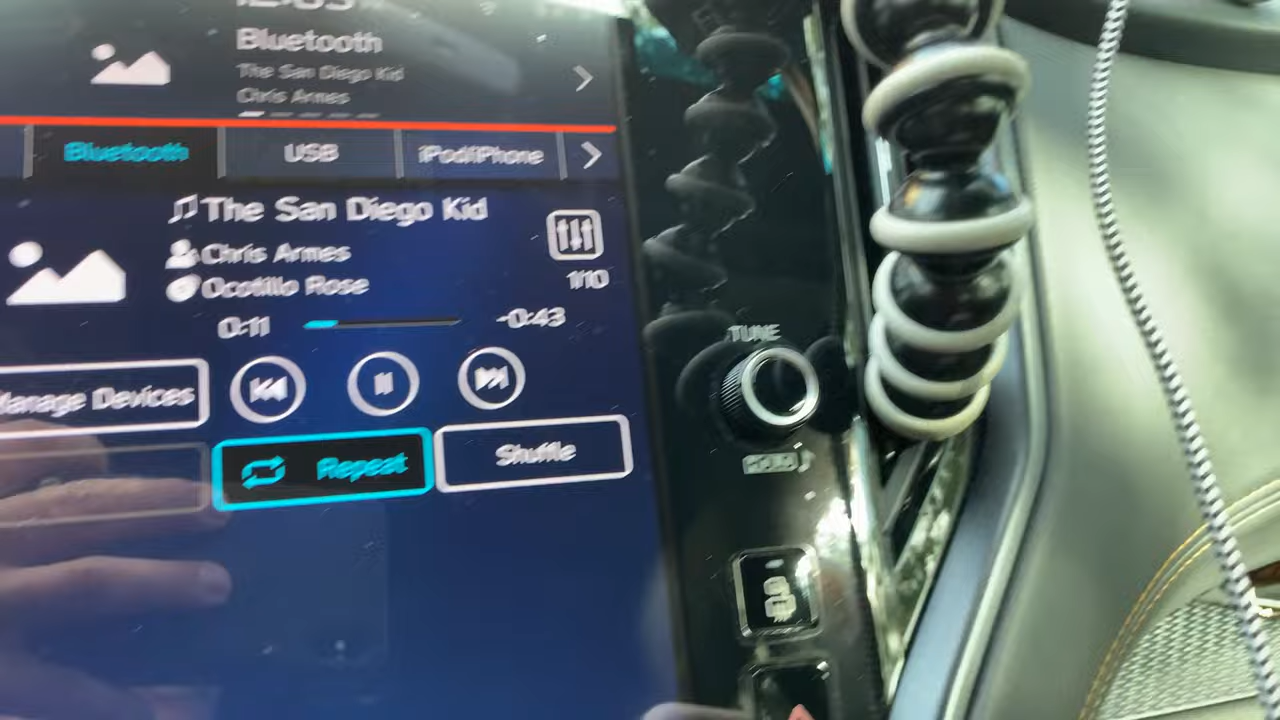 Bluetooth
The San Diego Kid
Chris Armes
Bluetooth
USB
iPod/iPhone
The San Diego Kid
Chris Armes
Ocotillo Rose
1/10
0:11
-0:43
Manage Devices
Repeat
Shuffle
TUNE